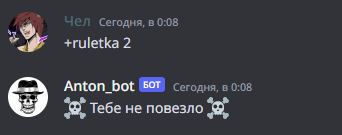 Чел Сегодня, в 0:08
+ruletka 2
Anton_bot БОТ Сегодня, в 0:08
☠️ Тебе не повезло ☠️